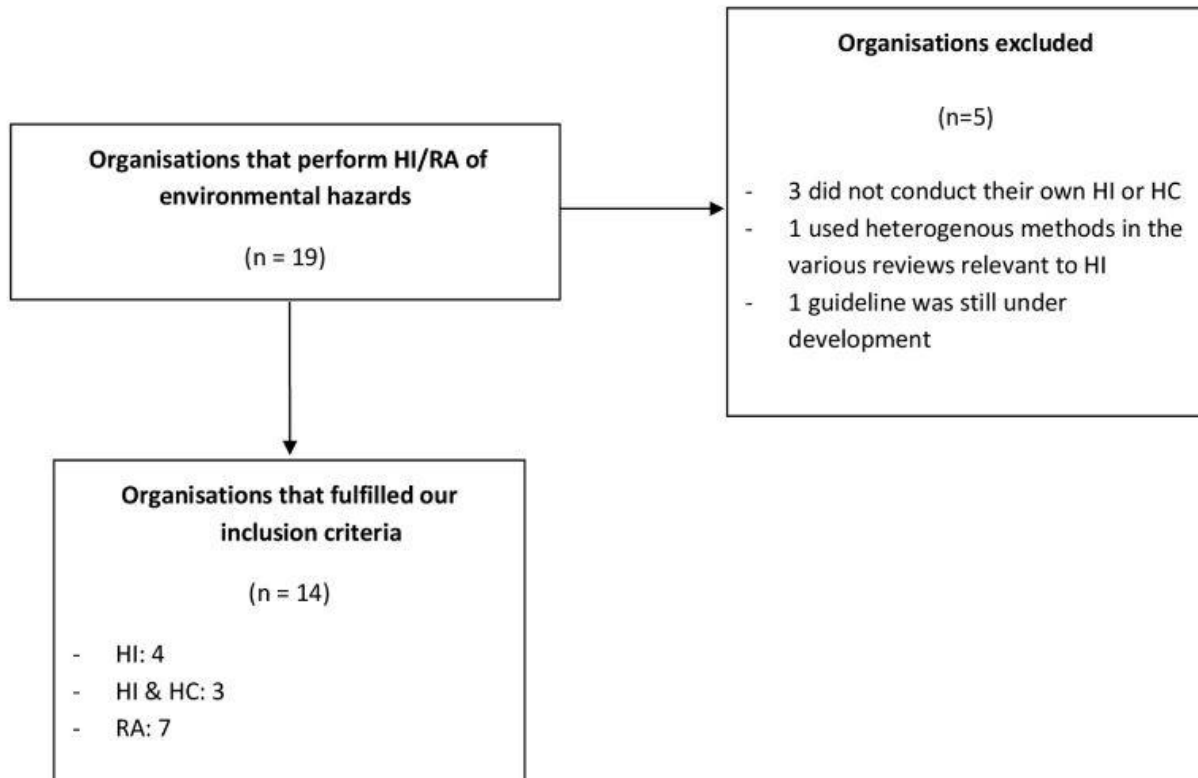 Organisations that perform HI/RA of
environmental hazards
(n = 19)
Organisations excluded
(n=5)
- 3 did not conduct their own HI or HC
- 1 used heterogenous methods in the
various reviews relevant to HI
- 1 guideline was still under
development
Organisations that fulfilled our
inclusion criteria
(n = 14)
- HI: 4
- HI & HC: 3
- RA: 7